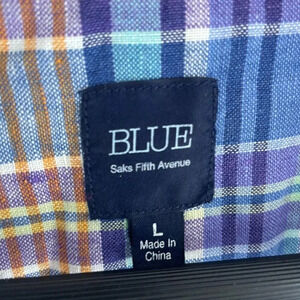 BLUE
Saks Fifth Avenue
L
Made In
China